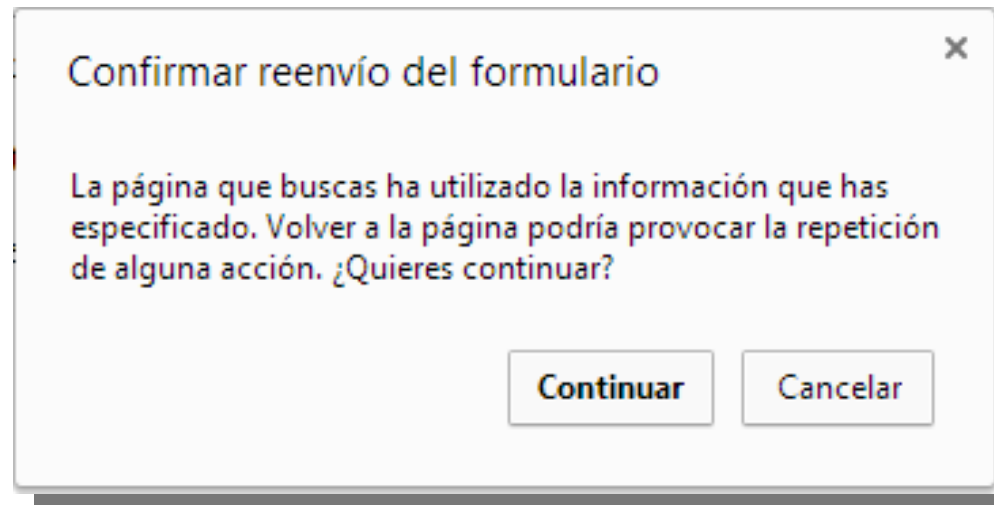 Confirmar reenvío del formulario
La página que buscas ha utilizado la información que has
especificado. Volver a la página podría provocar la repetición
de alguna acción. ¿Quieres continuar?
Continuar
Cancelar